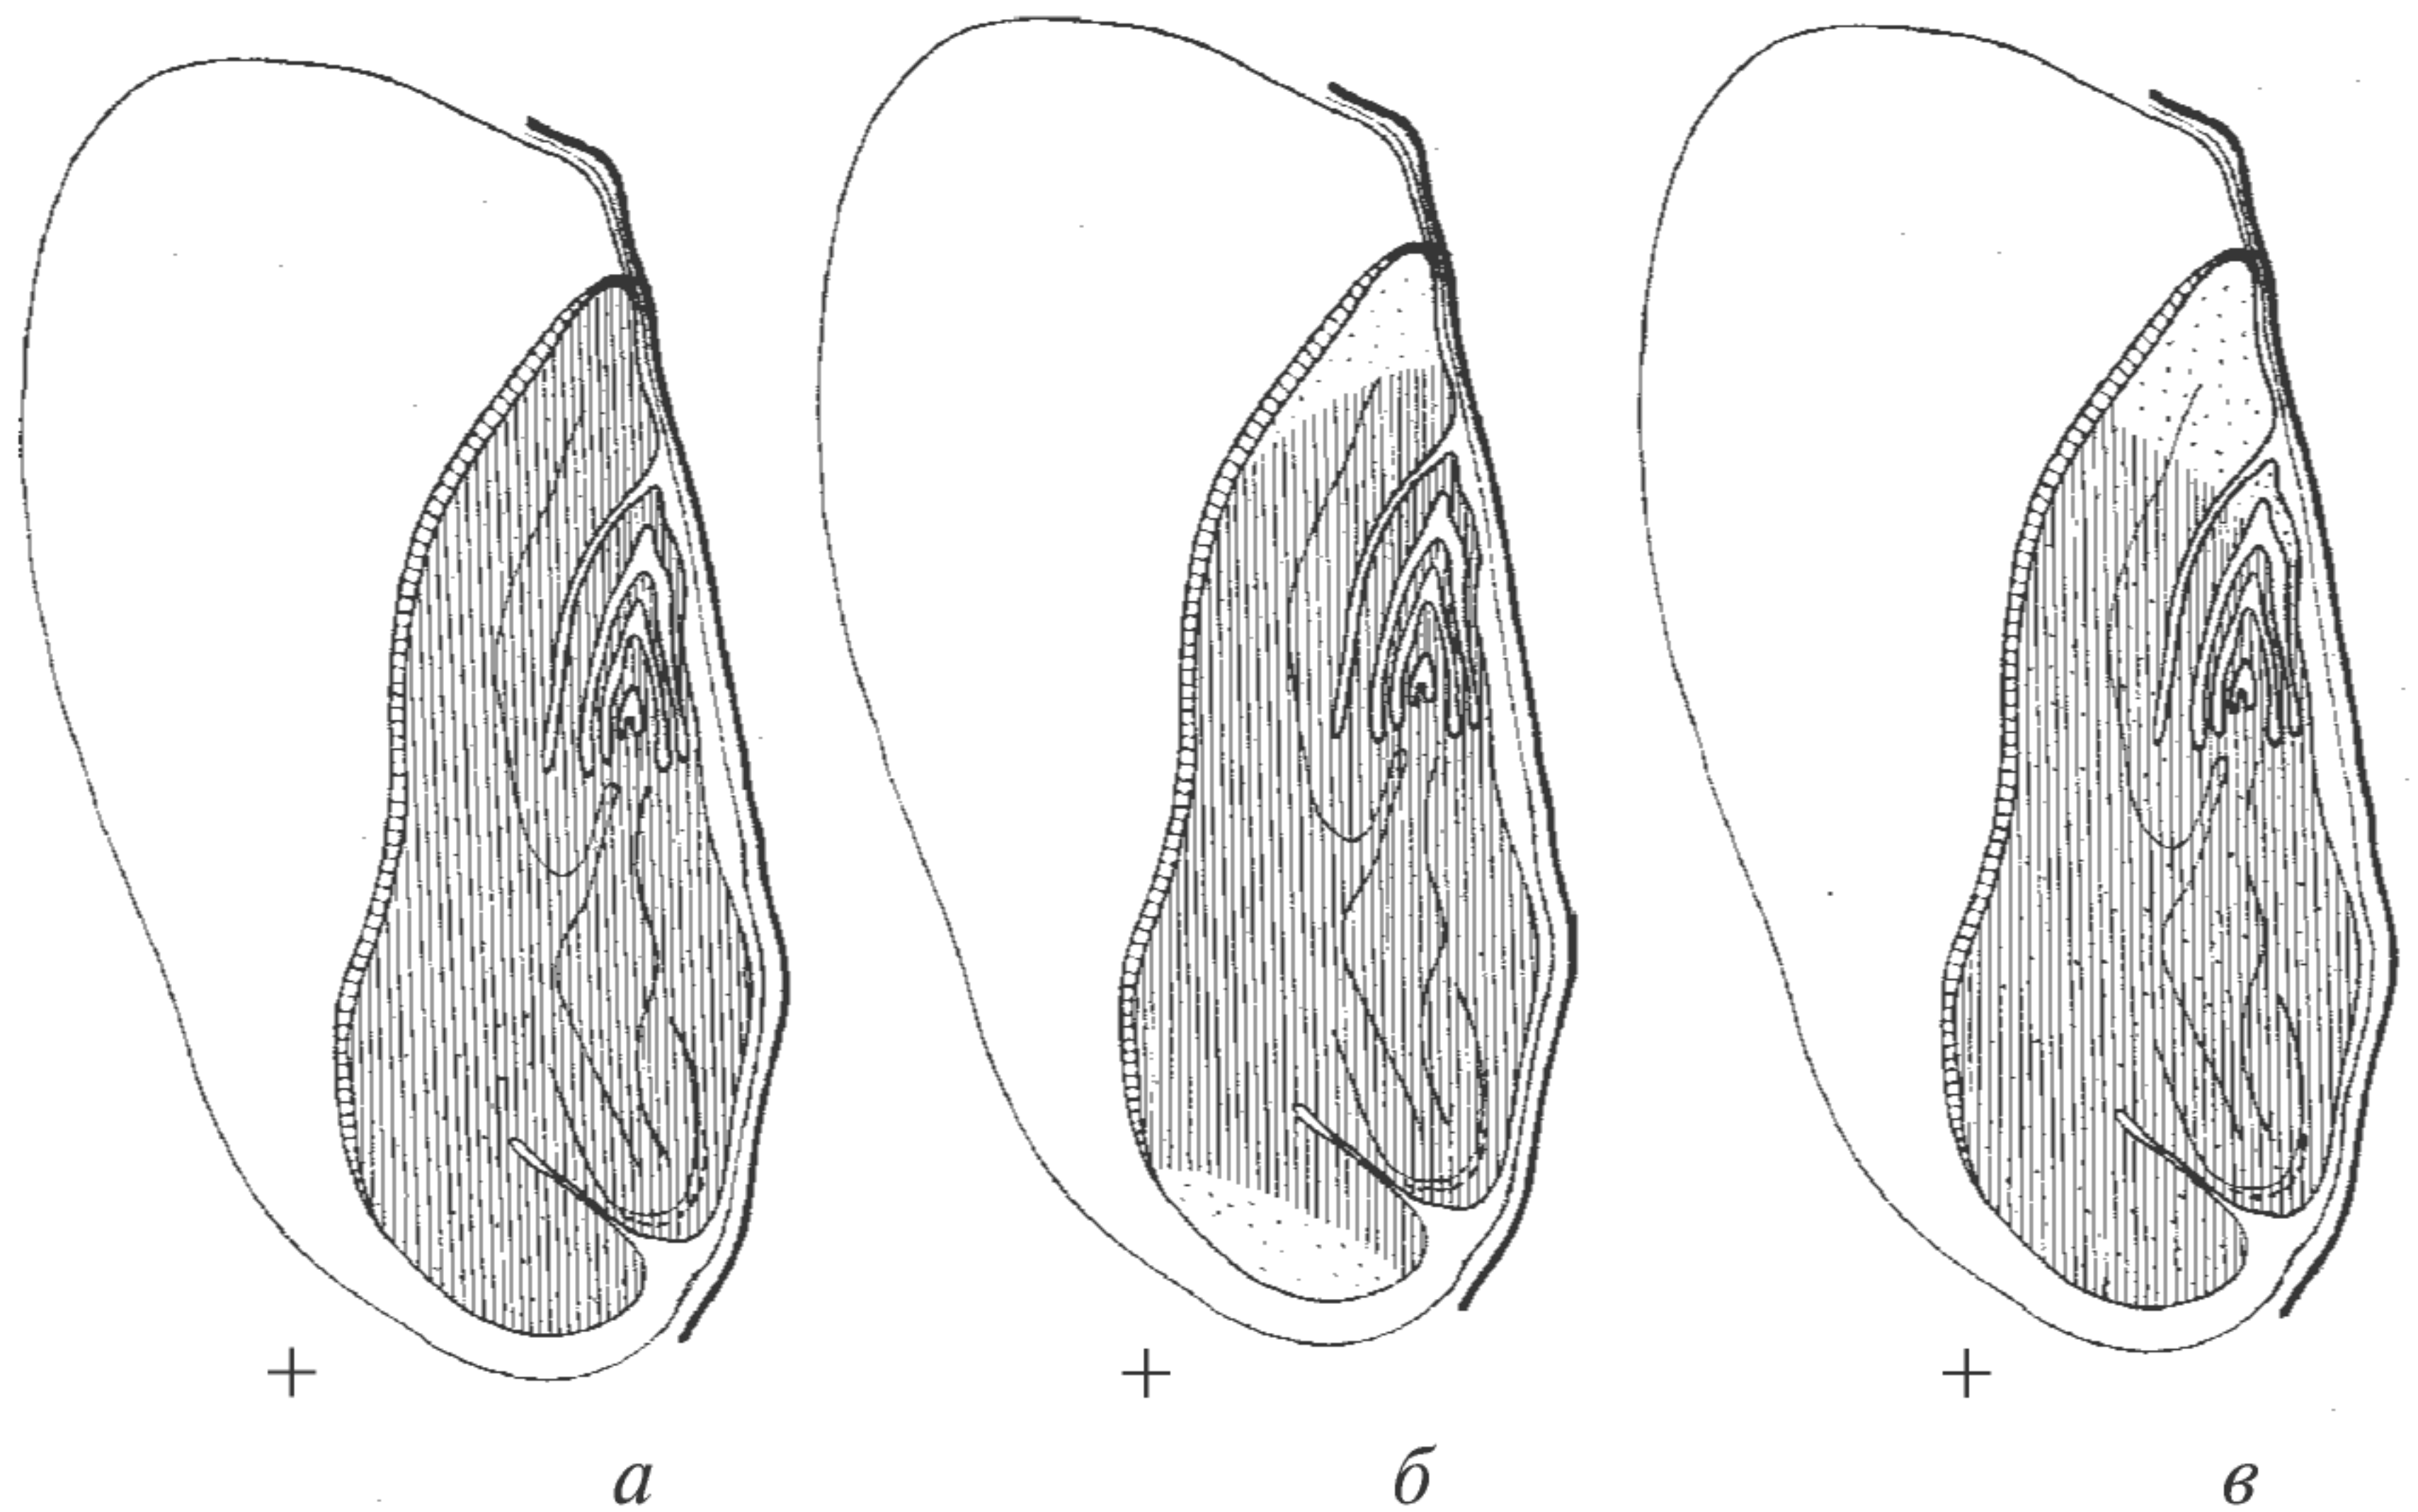 + + +
а б в